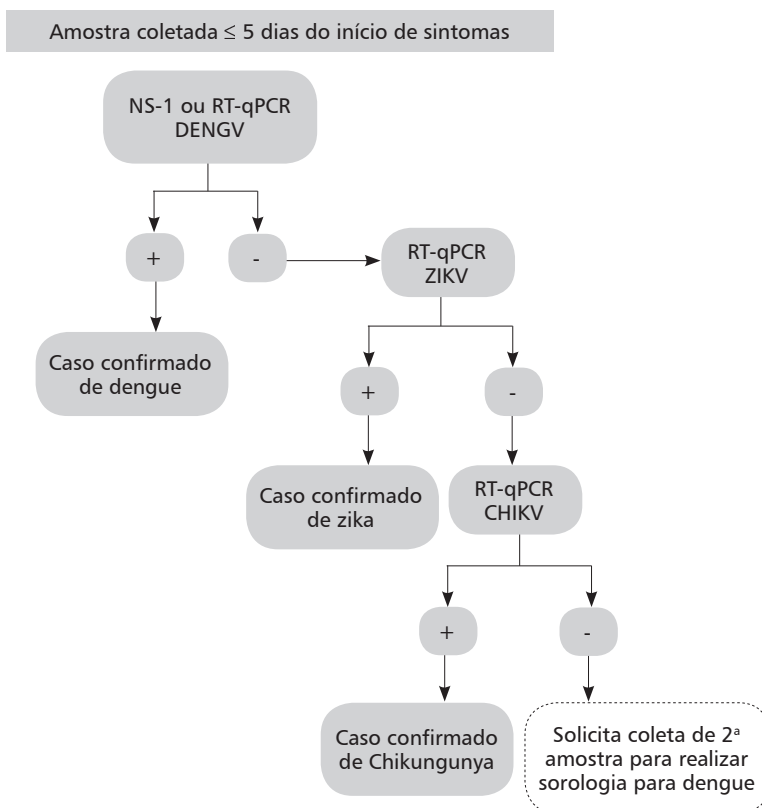 Amostra coletada ≤ 5 dias do início de sintomas
NS-1 ou RT-qPCR
DENGV
+
-
RT-qPCR
ZIKV
Caso confirmado
de dengue
+
-
Caso confirmado
de zika
RT-qPCR
CHIKV
+
-
Caso confirmado
de Chikungunya
Solicita coleta de 2ª
amostra para realizar
sorologia para dengue